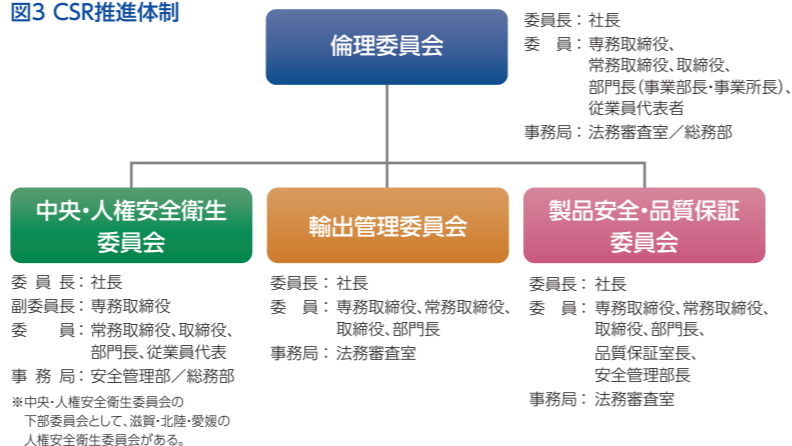 図3 CSR推進体制
倫理委員会
委員長：社長
委　員：専務取締役、
常務取締役、取締役、
部門長（事業部長・事業所長）、
従業員代表者
事務局：法務審査室／総務部
中央・人権安全衛生
委員会
委 員 長：社長
副委員長：専務取締役
委　　員：常務取締役、取締役、
部門長、従業員代表
事 務 局：安全管理部／総務部
※中央・人権安全衛生委員会の
下部委員会として、滋賀・北陸・愛媛の
人権安全衛生委員会がある。
輸出管理委員会
委員長：社長
委　員：専務取締役、常務取締役、
取締役、部門長
事務局：法務審査室
製品安全・品質保証
委員会
委員長：社長
委　員：専務取締役、常務取締役、
取締役、部門長、
品質保証室長、
安全管理部長
事務局：法務審査室